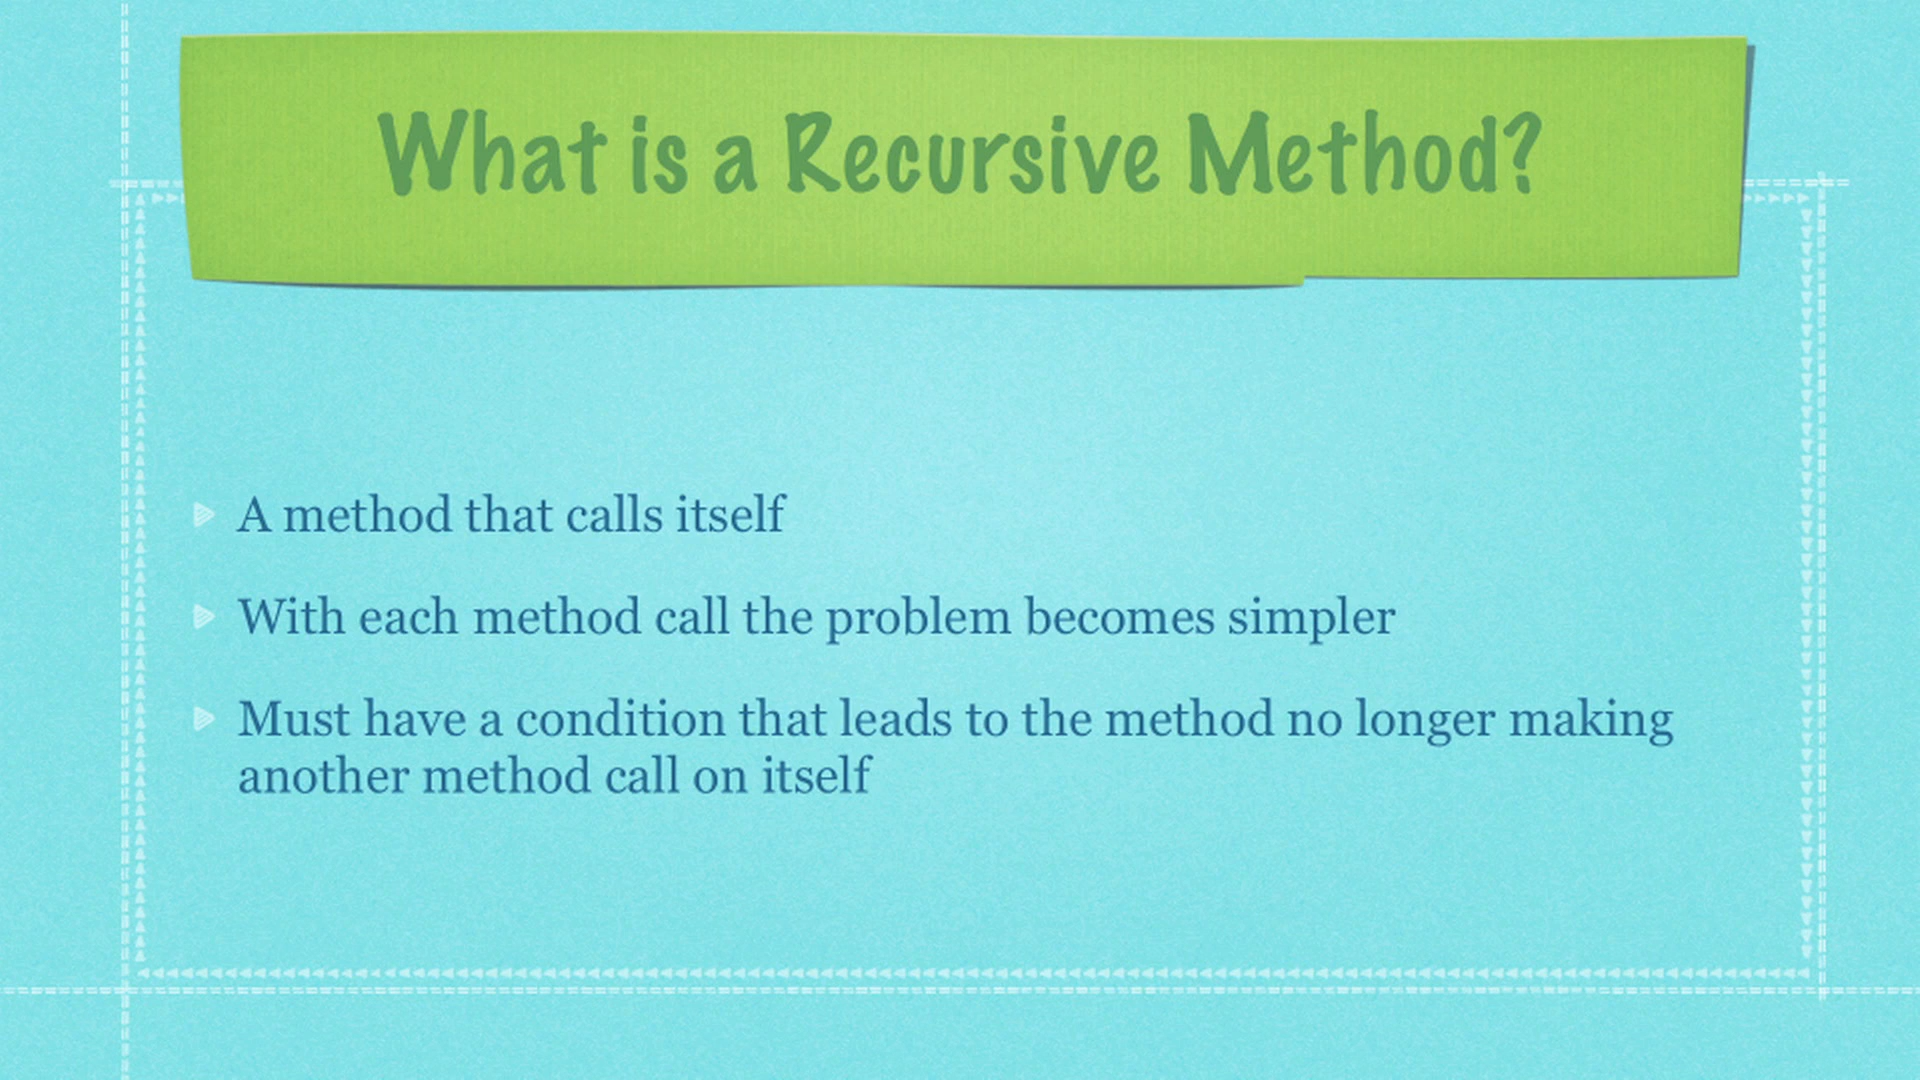 What is a Recursive Method?
A method that calls itself
With each method call the problem becomes simpler
Must have a condition that leads to the method no longer making
another method call on itself